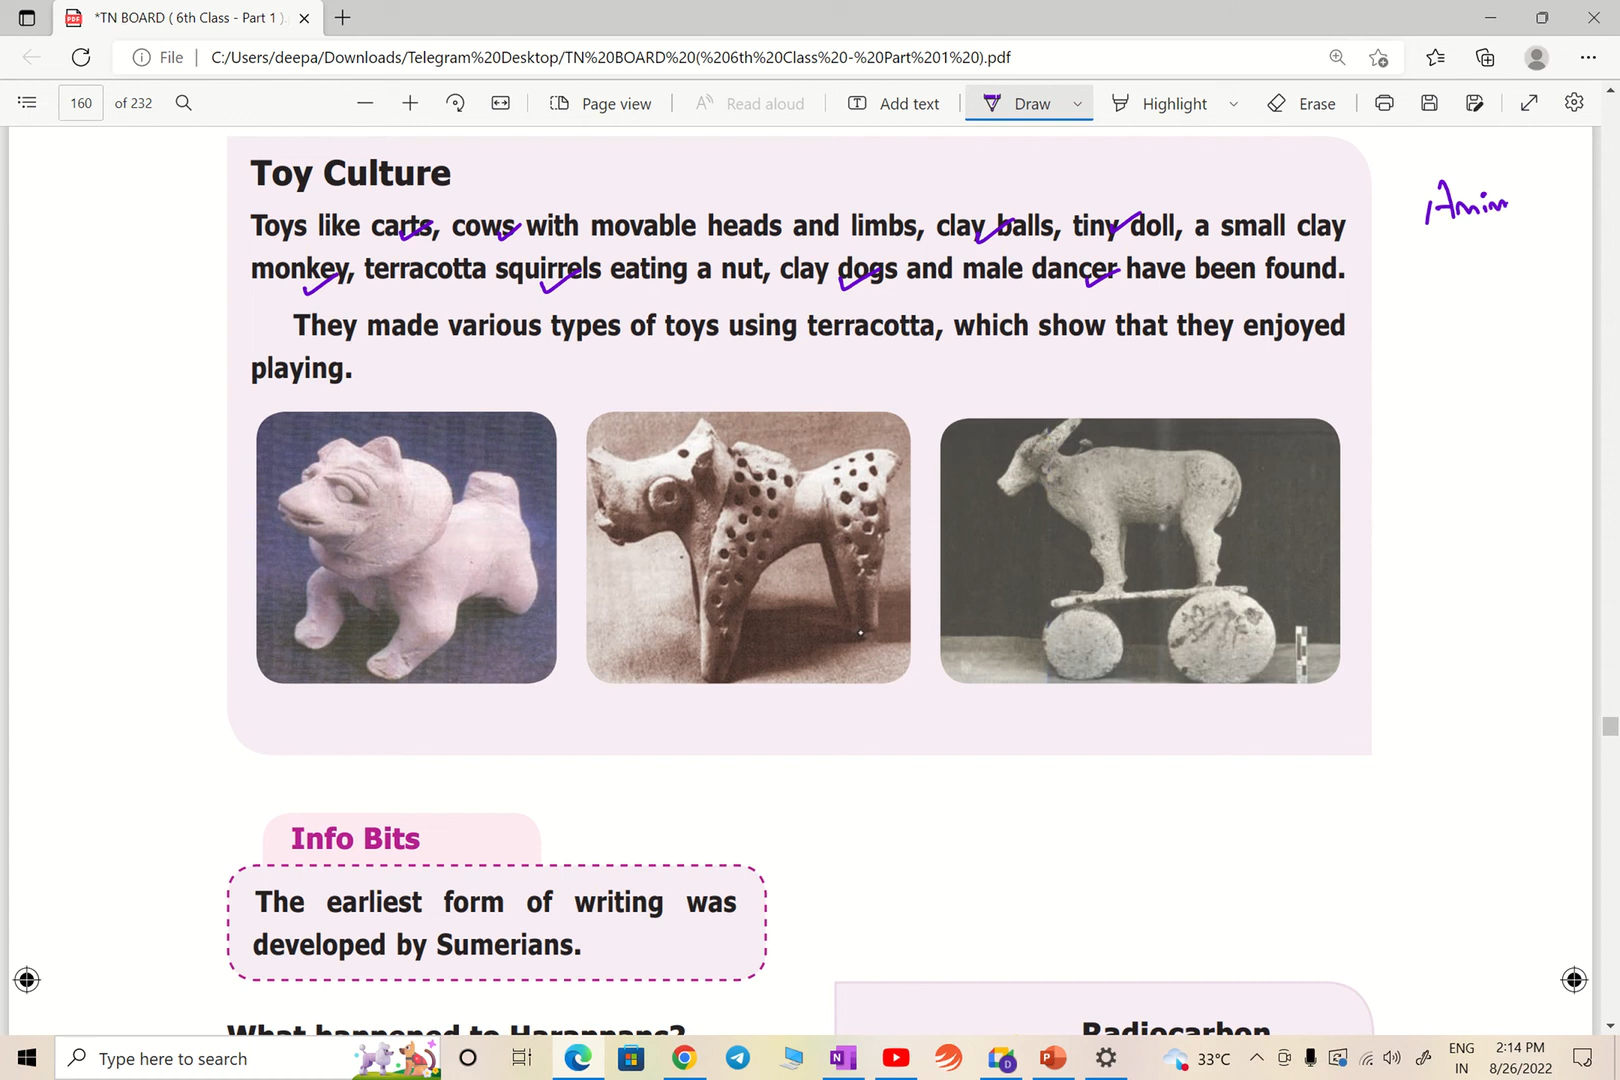 *TN BOARD ( 6th Class - Part 1 )
File C:/Users/deepa/Downloads/Telegram%20Desktop/TN%20BOARD%20(%206th%20Class%20-%20Part%201%20).pdf
160 of 232 Page view Read aloud Add text Draw Highlight Erase
Toy Culture
Amin
Toys like carts, cows with movable heads and limbs, clay balls, tiny doll, a small clay
monkey, terracotta squirrels eating a nut, clay dogs and male dancer have been found.
They made various types of toys using terracotta, which show that they enjoyed
playing.
Info Bits
The earliest form of writing was
developed by Sumerians.
What happened to Harappans?
Radiocarbon
Type here to search 33°C ENG 2:14 PM
IN 8/26/2022